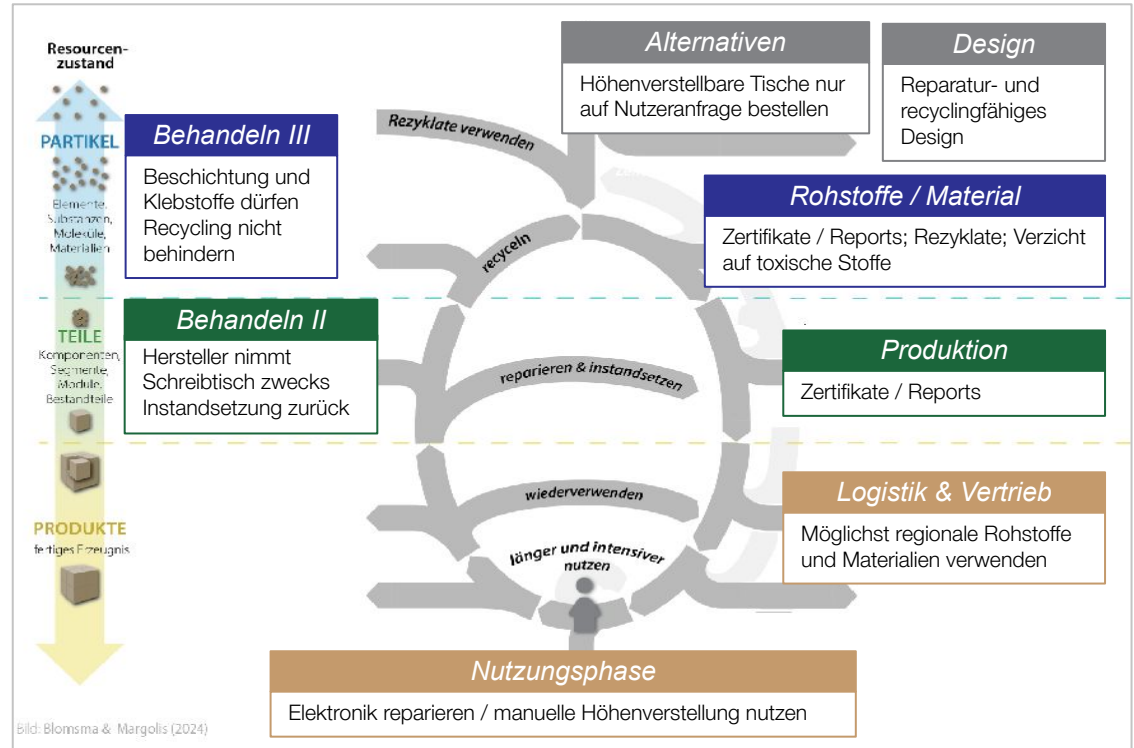 Resourcen-
zustand
PARTIKEL
Elemente,
Substanzen,
Moleküle,
Materialien
TEILE
Komponenten,
Segmente,
Module,
Bestandteile
PRODUKTE
fertiges Erzeugnis
Behandeln III
Beschichtung und
Klebstoffe dürfen
Recycling nicht
behindern
Behandeln II
Hersteller nimmt
Schreibtisch zwecks
Instandsetzung zurück
Alternativen
Höhenverstellbare Tische nur
auf Nutzeranfrage bestellen
Design
Reparatur- und
recyclingfähiges
Design
Rezyklate verwenden
recyceln
reparieren & instandsetzen
wiederverwenden
länger und intensiver
nutzen
Rohstoffe / Material
Zertifikate / Reports; Rezyklate; Verzicht
auf toxische Stoffe
Produktion
Zertifikate / Reports
Logistik & Vertrieb
Möglichst regionale Rohstoffe
und Materialien verwenden
Nutzungsphase
Elektronik reparieren / manuelle Höhenverstellung nutzen
Bild: Blomsma & Margolis (2024)